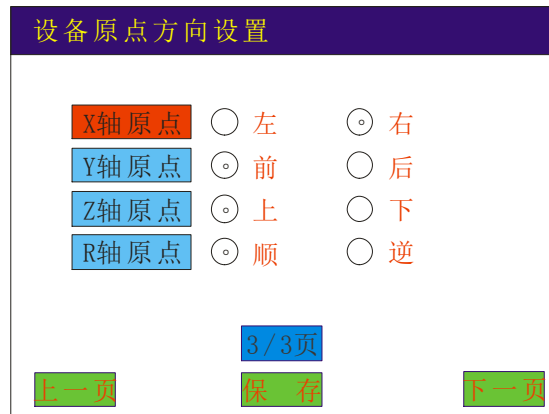 设备原点方向设置
X轴原点 左 右
Y轴原点 前 后
Z轴原点 上 下
R轴原点 顺 逆
3/3页
上一页 保 存 下一页